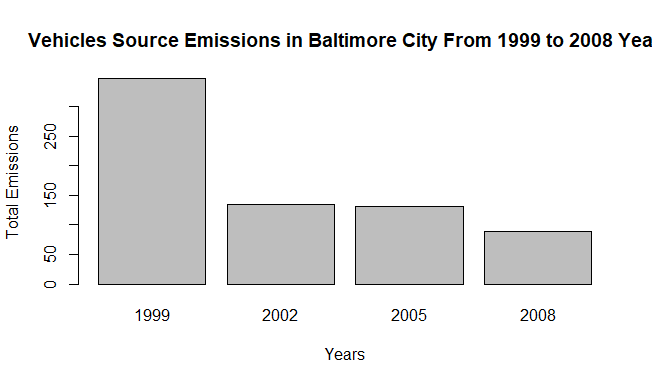 Vehicles Source Emissions in Baltimore City From 1999 to 2008 Yea
Total Emissions
250
150
50
0
1999 2002 2005 2008
Years